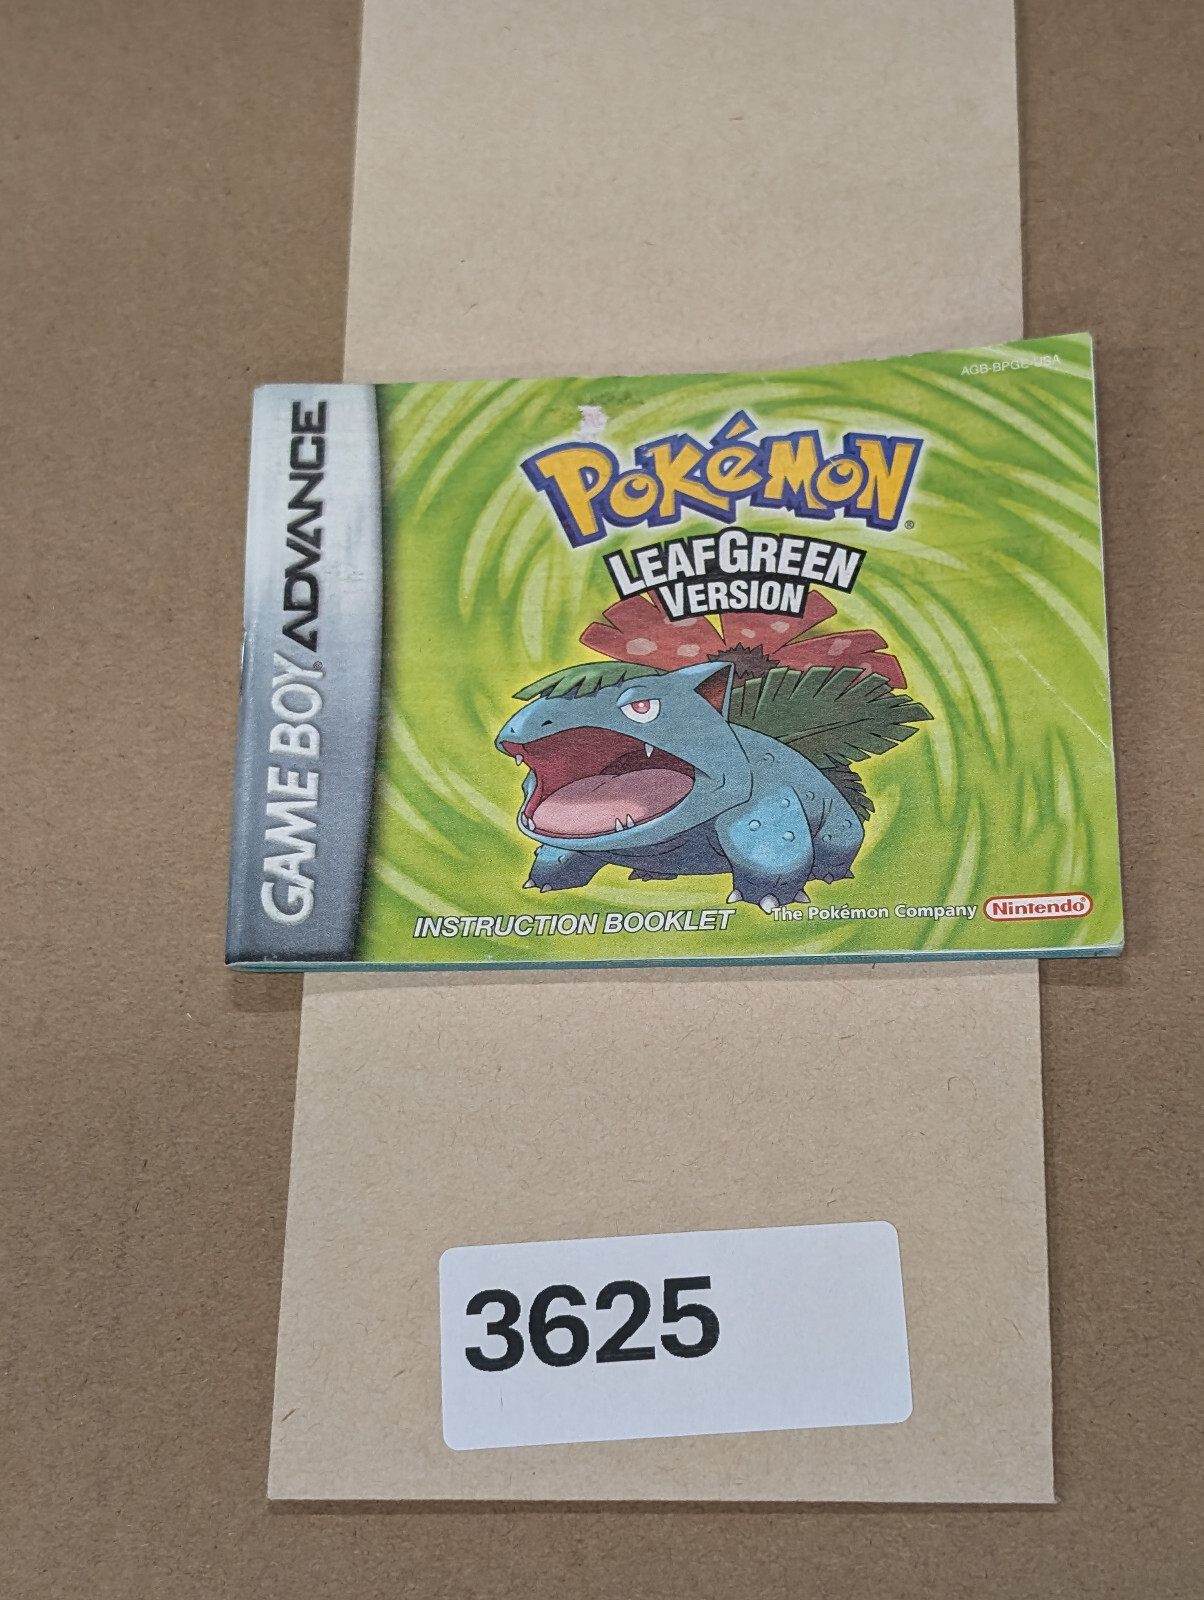 AGB-BPGE-USA
GAME BOY ADVANCE
POKéMON®
LEAFGREEN
VERSION
INSTRUCTION BOOKLET
The Pokémon Company
Nintendo®
3625